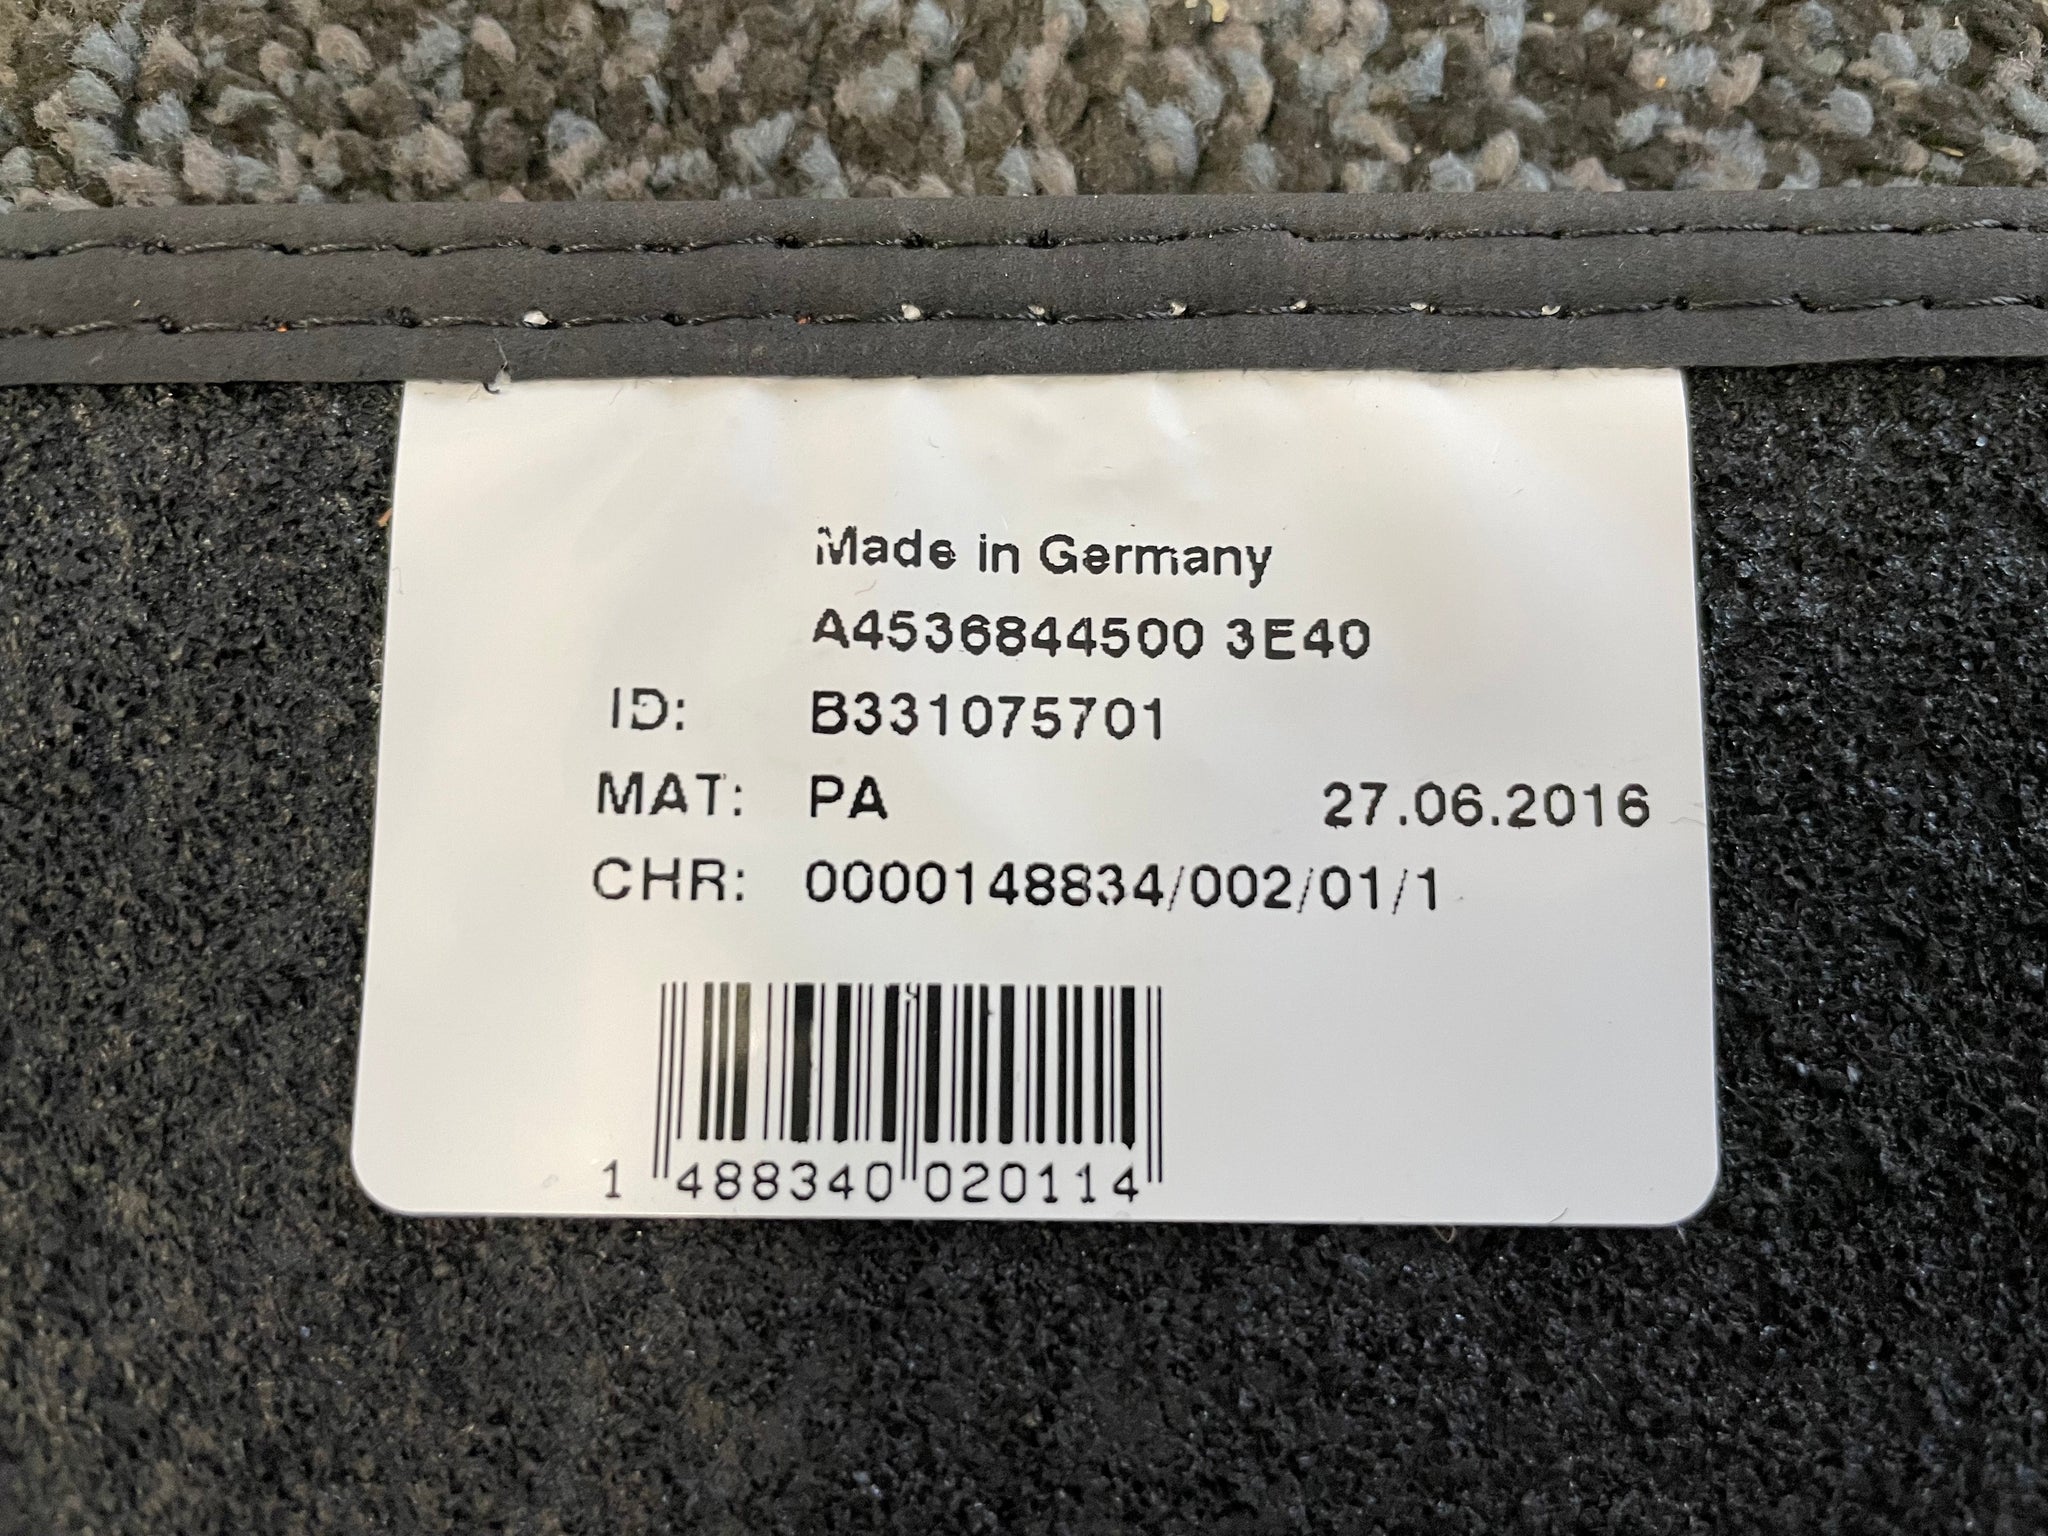 Made in Germany
A4536844500 3E40
ID: B331075701
MAT: PA 27.06.2016
CHR: 0000148834/002/01/1
1 488340 020114